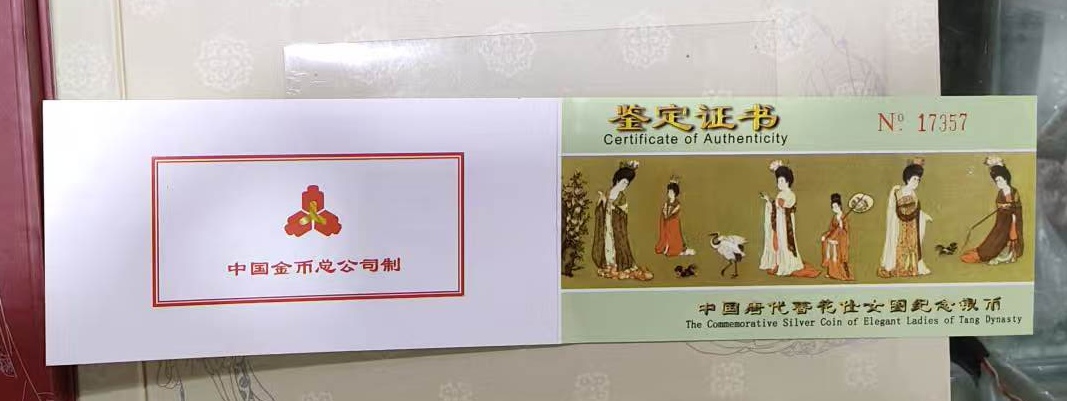 中国金币总公司制
鉴定证书
Certificate of Authenticity
Nº 17357
中国唐代簪花仕女图纪念银币
The Commemorative Silver Coin of Elegant Ladies of Tang Dynasty